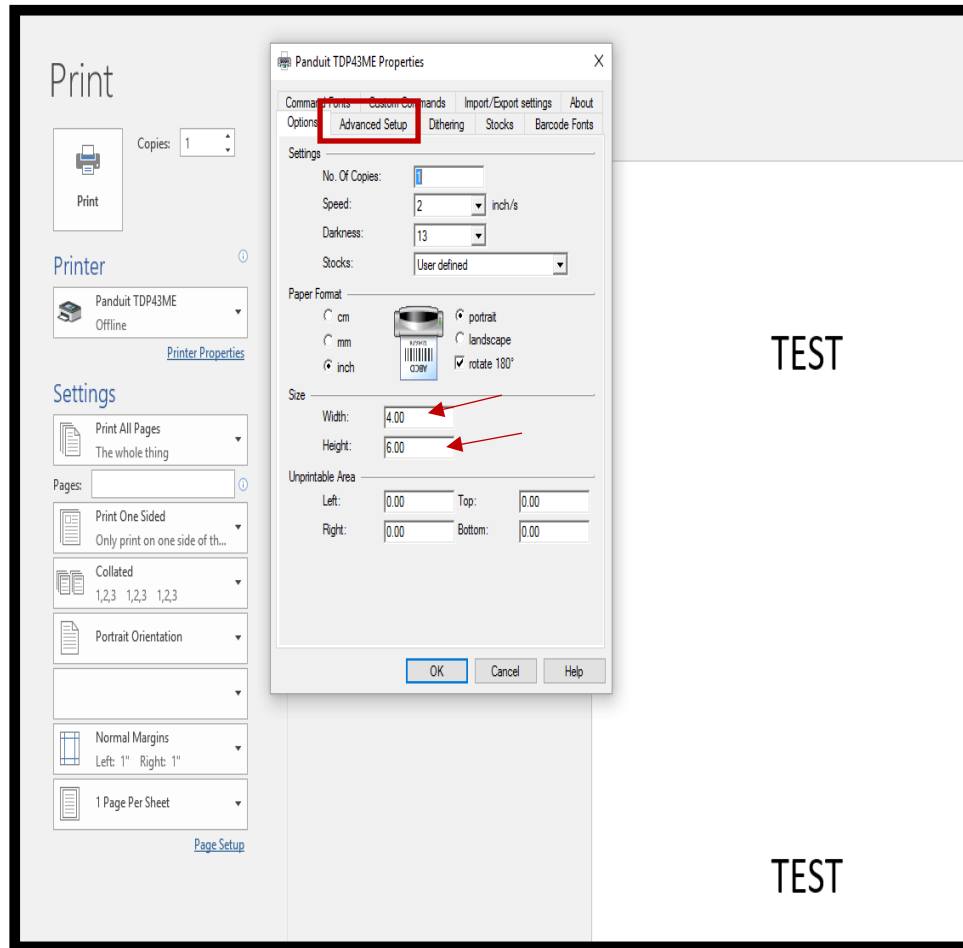 Print
Copies: 1
Print
Printer
Panduit TDP43ME
Offline
Printer Properties
Settings
Print All Pages
The whole thing
Pages:
Print One Sided
Only print on one side of th...
Collated
1,2,3 1,2,3 1,2,3
Portrait Orientation
Normal Margins
Left: 1" Right: 1"
1 Page Per Sheet
Page Setup
Panduit TDP43ME Properties
Command Fonts Custom Commands Import/Export settings About
Options Advanced Setup Dithering Stocks Barcode Fonts
Settings
No. Of Copies: 1
Speed: 2 inch/s
Darkness: 13
Stocks: User defined
Paper Format
cm portrait
mm landscape
inch rotate 180°
ABCD
Size
Width: 4.00
Height: 6.00
Unprintable Area
Left: 0.00 Top: 0.00
Right: 0.00 Bottom: 0.00
OK Cancel Help
TEST
TEST